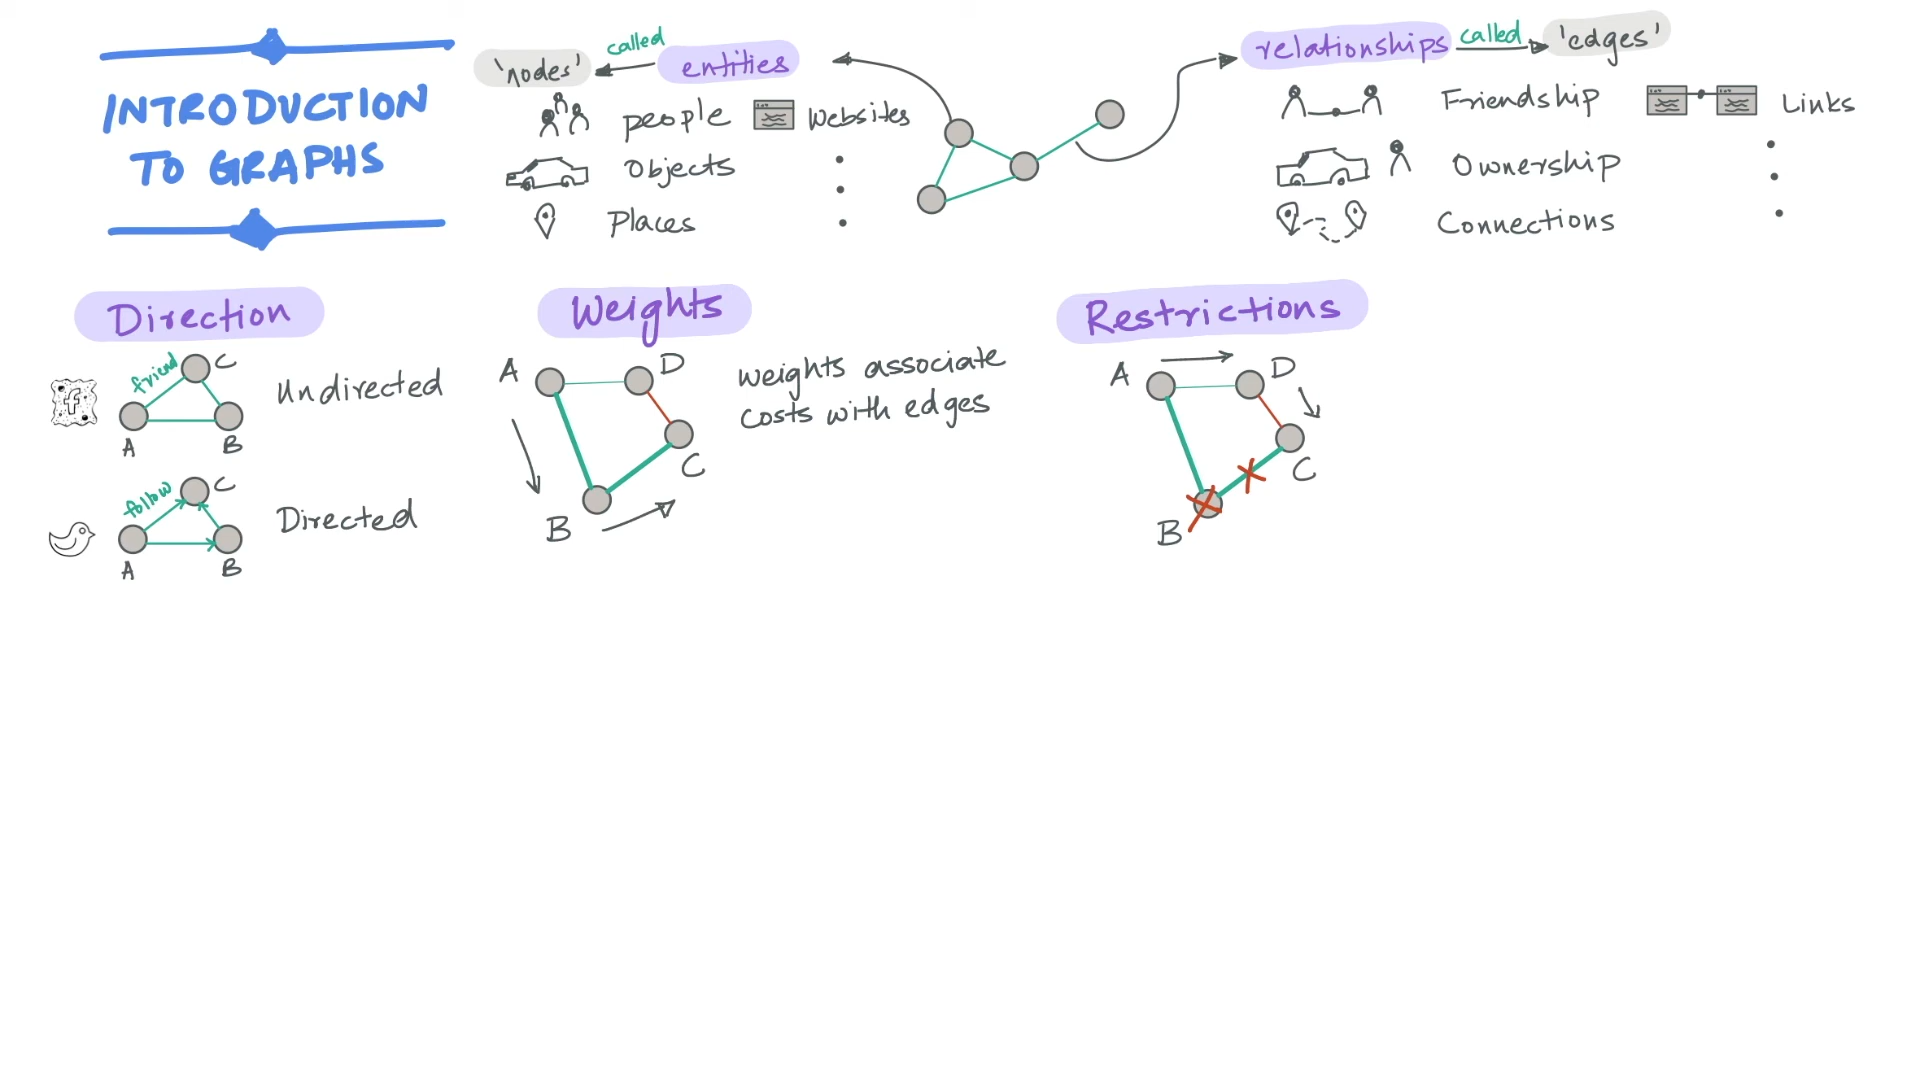 INTRODUCTION
TO GRAPHS
'nodes'
called
entities
people
Websites
Objects
Places
relationships
called
'edges'
Friendship
Links
Ownership
Connections
Direction
friend
C
f
A
B
Undirected
follow
C
A
B
Directed
Weights
A
D
C
B
weights associate
costs with edges
Restrictions
A
D
C
B